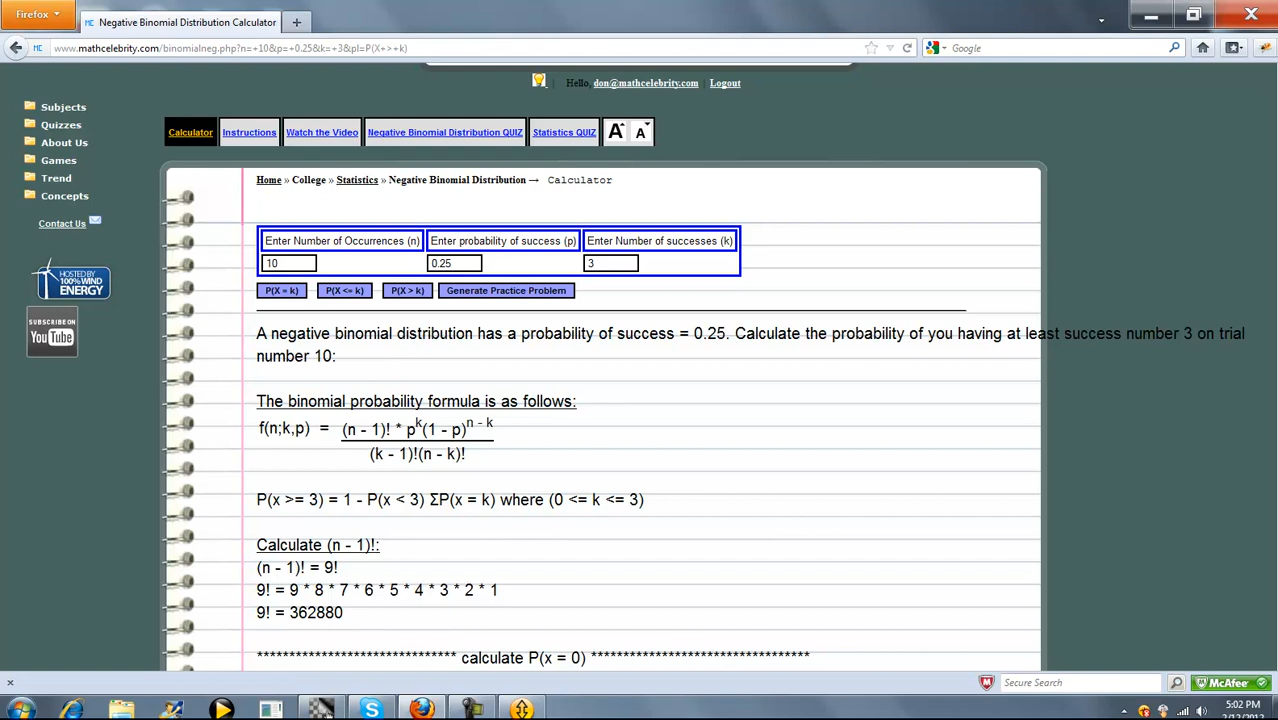 Firefox
Negative Binomial Distribution Calculator
www.mathcelebrity.com/binomialneg.php?n=+10&p=+0.25&k=+3&pl=P(X+>+k)
Google
Hello, don@mathcelebrity.com Logout
Subjects
Quizzes
About Us
Games
Trend
Concepts
Contact Us
HOSTED BY
100% WIND
ENERGY
SUBSCRIBE ON
You Tube
Calculator Instructions Watch the Video Negative Binomial Distribution QUIZ Statistics QUIZ A A
Home » College » Statistics » Negative Binomial Distribution → Calculator
Enter Number of Occurrences (n) Enter probability of success (p) Enter Number of successes (k)
10 0.25 3
P(X = k) P(X <= k) P(X > k) Generate Practice Problem
A negative binomial distribution has a probability of success = 0.25. Calculate the probability of you having at least success number 3 on trial
number 10:
The binomial probability formula is as follows:
f(n;k,p) = (n - 1)! * p^k(1 - p)^n - k
(k - 1)!(n - k)!
P(x >= 3) = 1 - P(x < 3) ΣP(x = k) where (0 <= k <= 3)
Calculate (n - 1)!:
(n - 1)! = 9!
9! = 9 * 8 * 7 * 6 * 5 * 4 * 3 * 2 * 1
9! = 362880
******************************* calculate P(x = 0) **********************************
Secure Search
McAfee
5:02 PM
2/12/2012